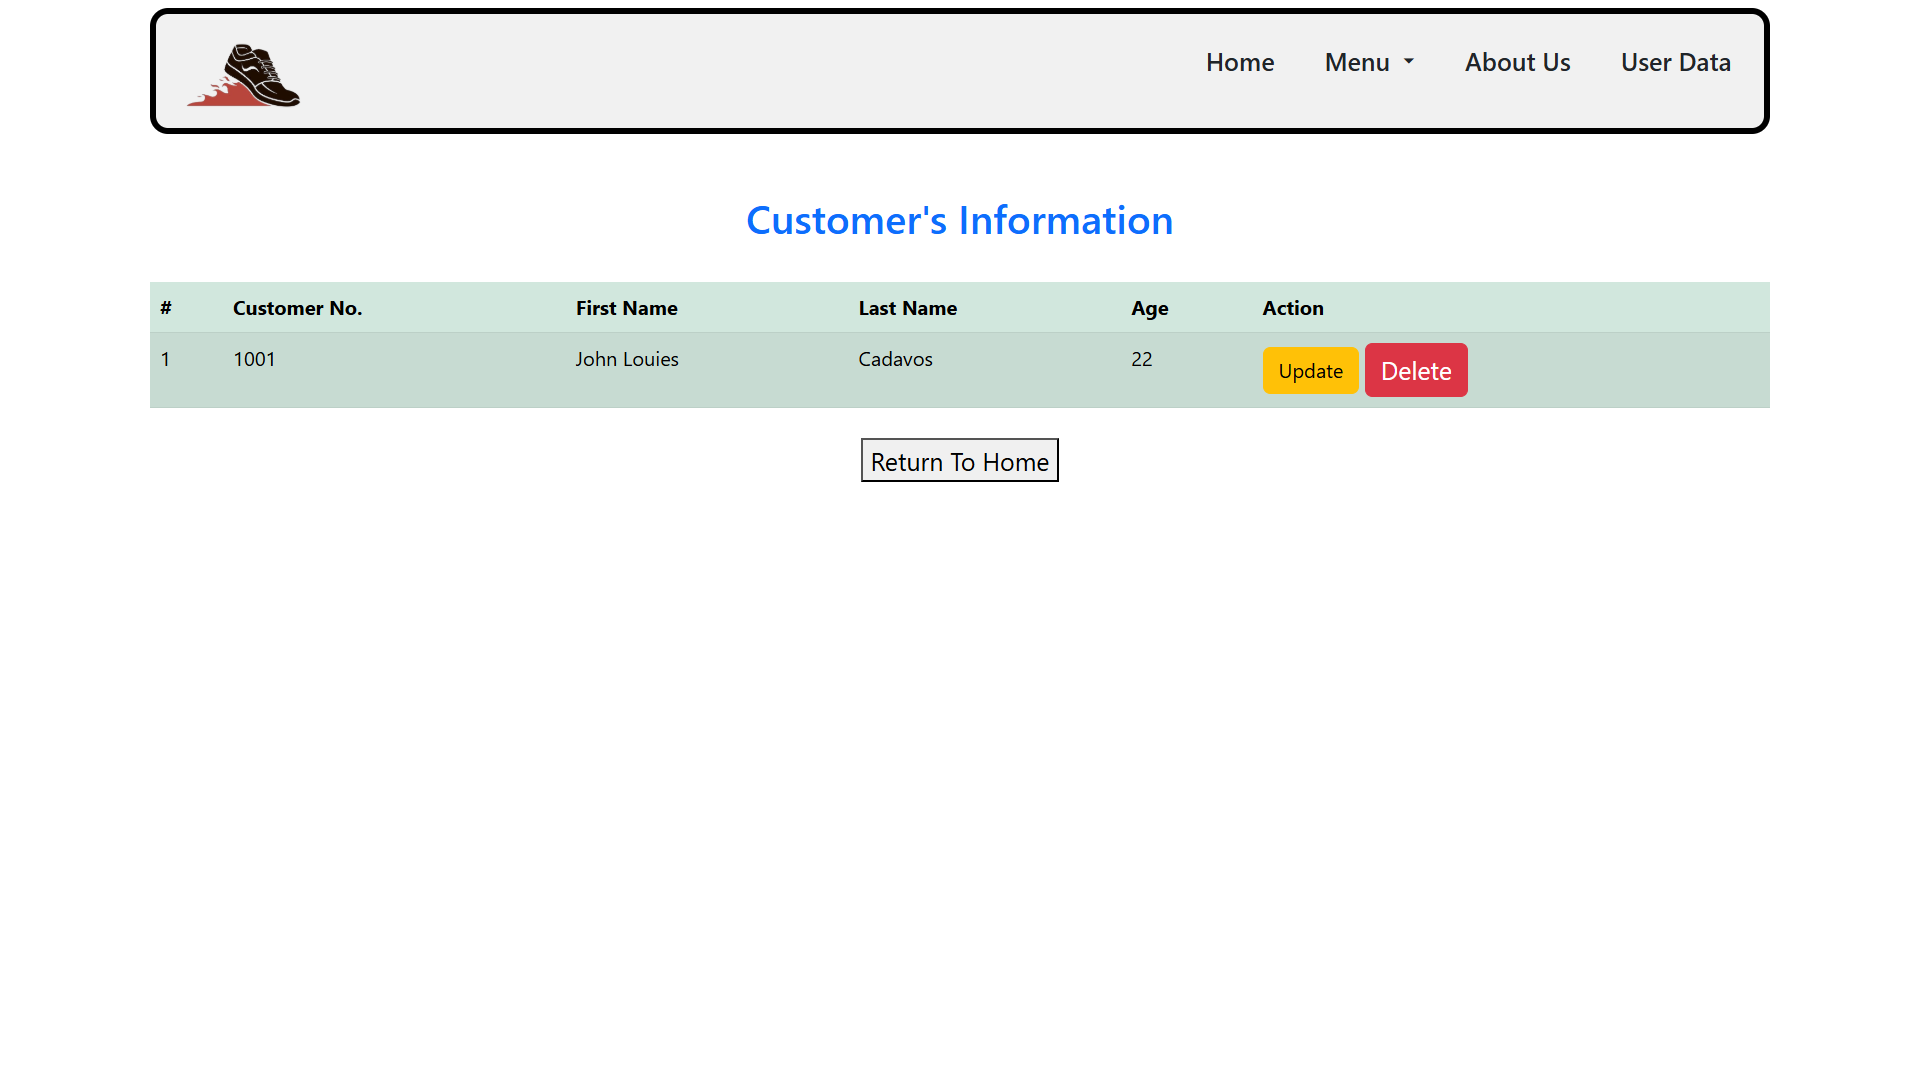 Home Menu About Us User Data
Customer's Information
# Customer No. First Name Last Name Age Action
1 1001 John Louies Cadavos 22 Update Delete
Return To Home